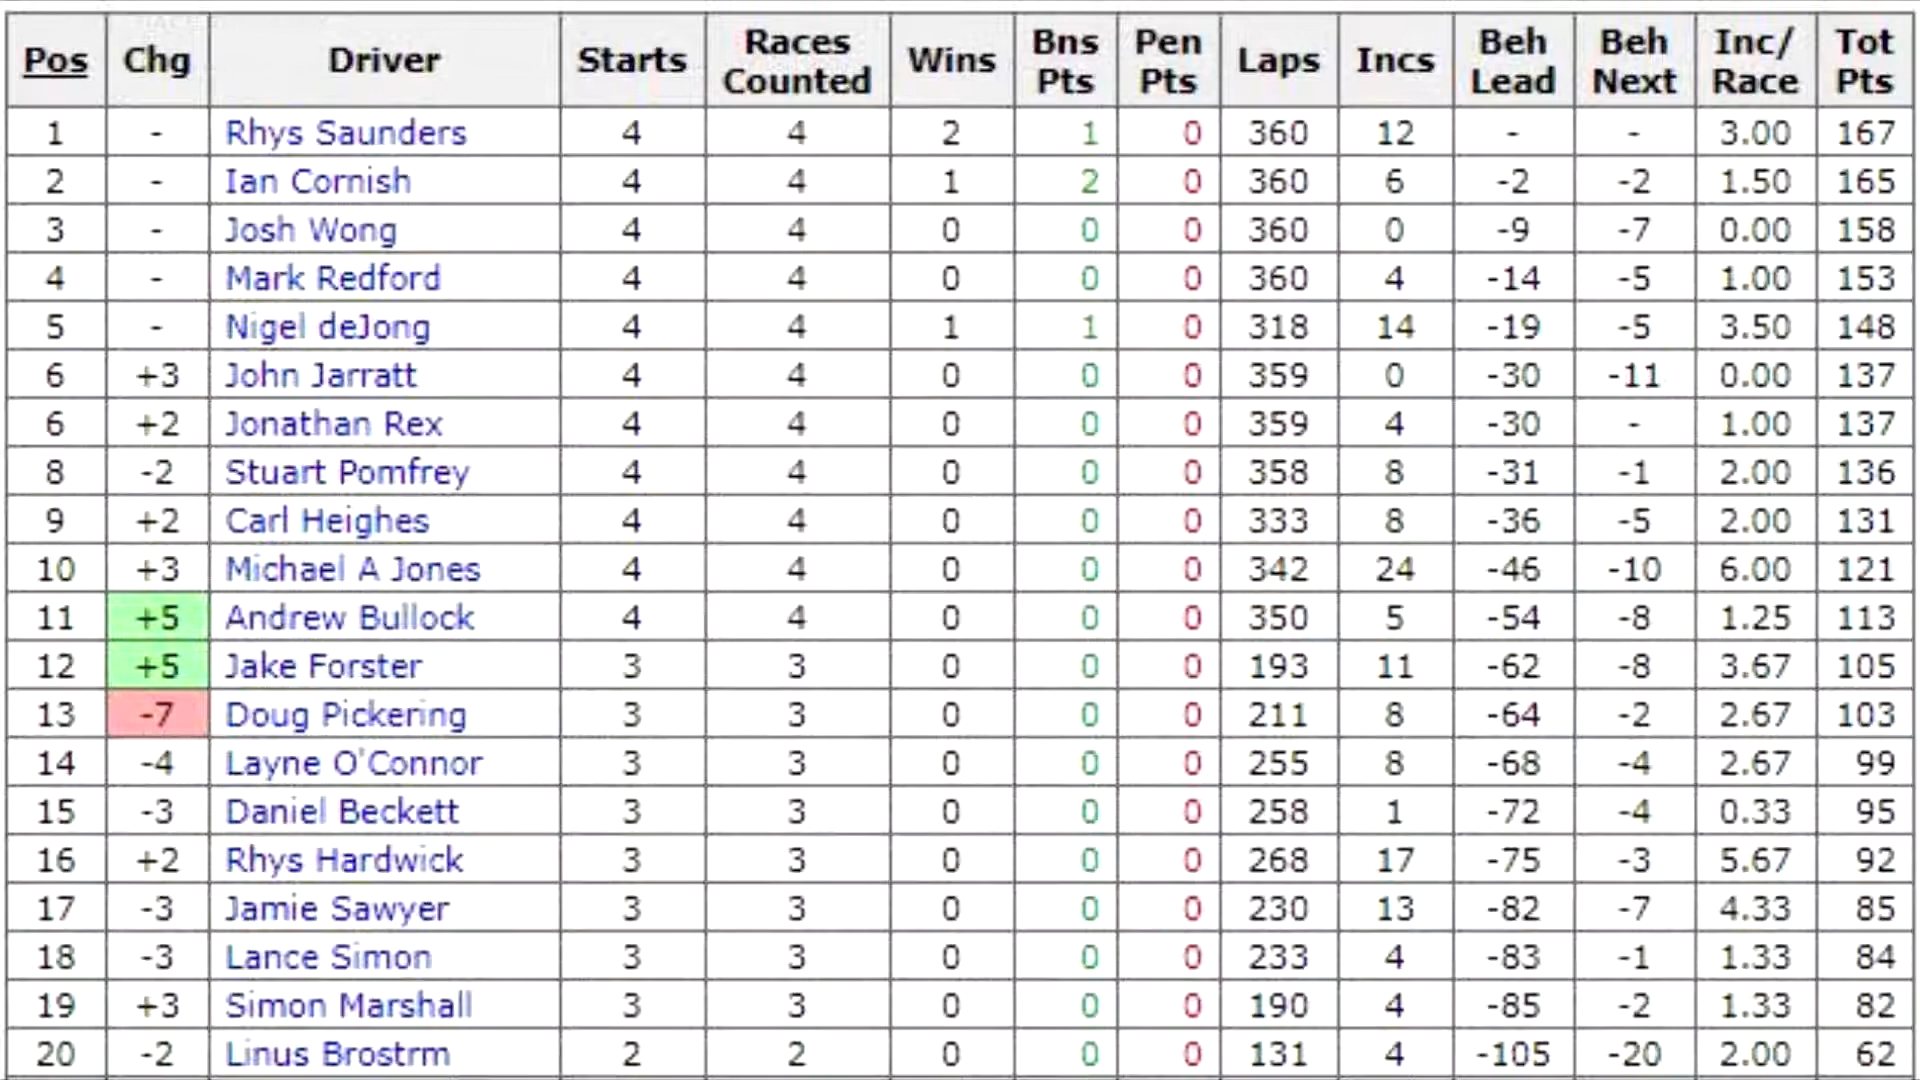 Pos Chg Driver Starts Races Counted Wins Bns Pts Pen Pts Laps Incs Beh Lead Beh Next Inc/ Race Tot Pts
1 - Rhys Saunders 4 4 2 1 0 360 12 - - 3.00 167
2 - Ian Cornish 4 4 1 2 0 360 6 -2 -2 1.50 165
3 - Josh Wong 4 4 0 0 0 360 0 -9 -7 0.00 158
4 - Mark Redford 4 4 0 0 0 360 4 -14 -5 1.00 153
5 - Nigel deJong 4 4 1 1 0 318 14 -19 -5 3.50 148
6 +3 John Jarratt 4 4 0 0 0 359 0 -30 -11 0.00 137
6 +2 Jonathan Rex 4 4 0 0 0 359 4 -30 - 1.00 137
8 -2 Stuart Pomfrey 4 4 0 0 0 358 8 -31 -1 2.00 136
9 +2 Carl Heighes 4 4 0 0 0 333 8 -36 -5 2.00 131
10 +3 Michael A Jones 4 4 0 0 0 342 24 -46 -10 6.00 121
11 +5 Andrew Bullock 4 4 0 0 0 350 5 -54 -8 1.25 113
12 +5 Jake Forster 3 3 0 0 0 193 11 -62 -8 3.67 105
13 -7 Doug Pickering 3 3 0 0 0 211 8 -64 -2 2.67 103
14 -4 Layne O'Connor 3 3 0 0 0 255 8 -68 -4 2.67 99
15 -3 Daniel Beckett 3 3 0 0 0 258 1 -72 -4 0.33 95
16 +2 Rhys Hardwick 3 3 0 0 0 268 17 -75 -3 5.67 92
17 -3 Jamie Sawyer 3 3 0 0 0 230 13 -82 -7 4.33 85
18 -3 Lance Simon 3 3 0 0 0 233 4 -83 -1 1.33 84
19 +3 Simon Marshall 3 3 0 0 0 190 4 -85 -2 1.33 82
20 -2 Linus Brostrm 2 2 0 0 0 131 4 -105 -20 2.00 62